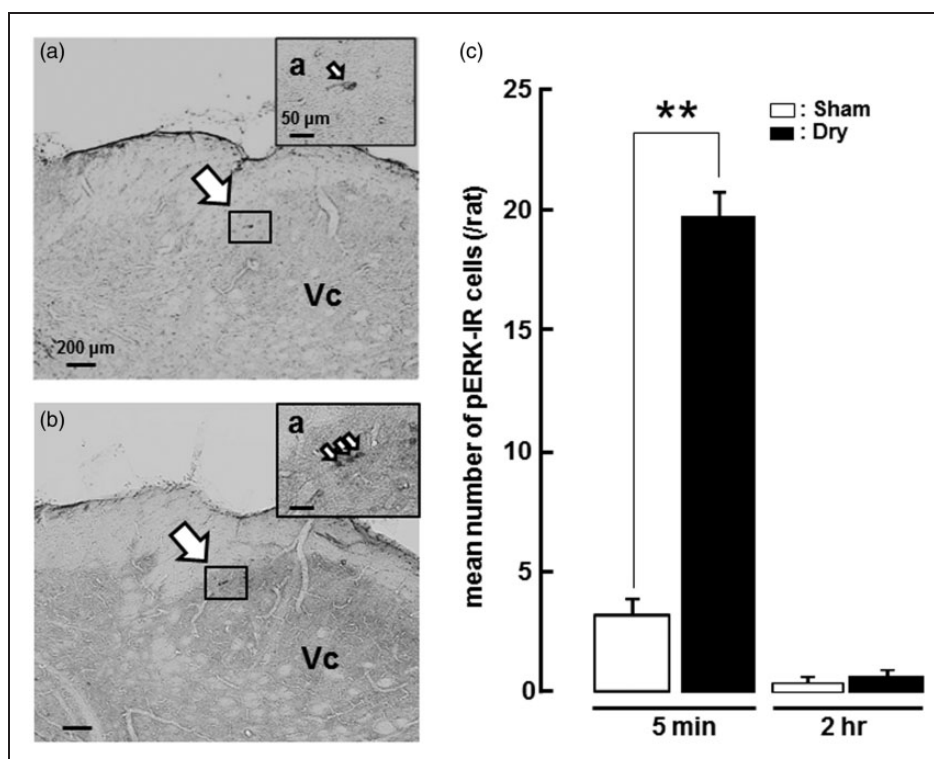 (a)
a
50 µm
Vc
200 µm
(b)
a
Vc
(c)
mean number of pERK-IR cells (/rat)
25
20
15
10
5
0
**
: Sham
: Dry
5 min
2 hr